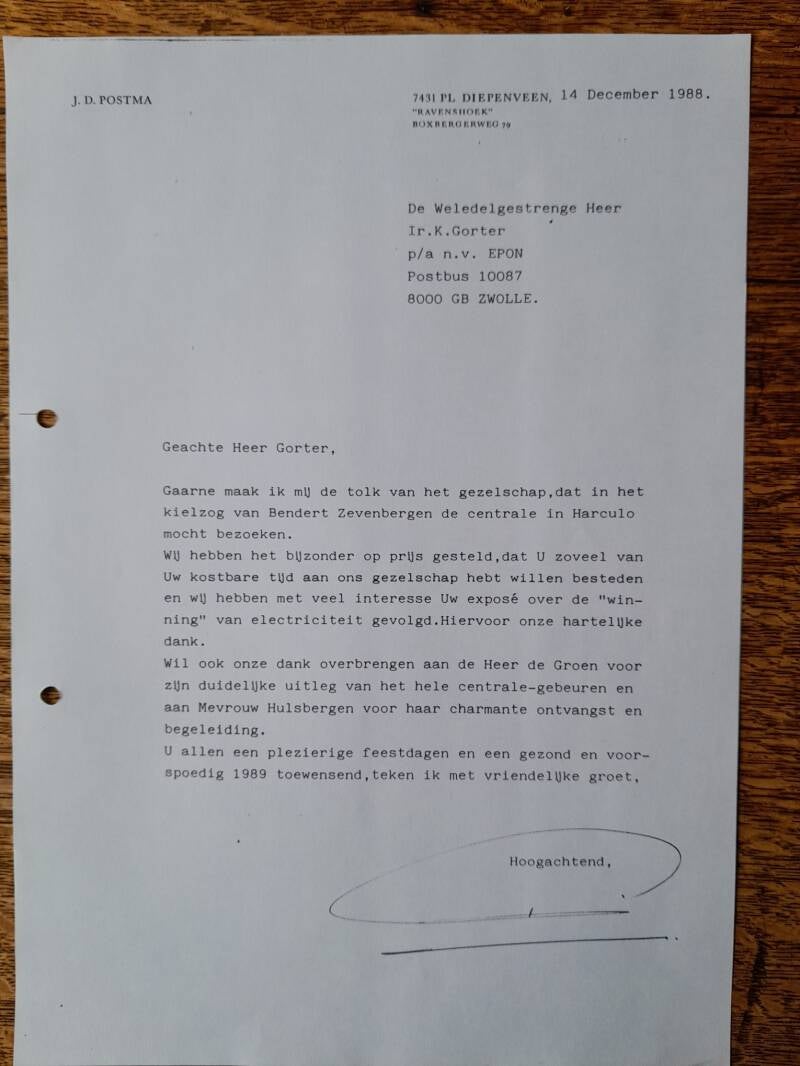 J. D. POSTMA
7431 PL DIEPENVEEN, 14 December 1988.
"RAVENSHOEK"
BOXBERGERWEG 79
De Weledelgestrenge Heer
Ir.K.Gorter
p/a n.v. EPON
Postbus 10087
8000 GB ZWOLLE.
Geachte Heer Gorter,
Gaarne maak ik mij de tolk van het gezelschap,dat in het
kielzog van Bendert Zevenbergen de centrale in Harculo
mocht bezoeken.
Wij hebben het bijzonder op prijs gesteld,dat U zoveel van
Uw kostbare tijd aan ons gezelschap hebt willen besteden
en wij hebben met veel interesse Uw exposé over de "win-
ning" van electriciteit gevolgd.Hiervoor onze hartelijke
dank.
Wil ook onze dank overbrengen aan de Heer de Groen voor
zijn duidelijke uitleg van het hele centrale-gebeuren en
aan Mevrouw Hulsbergen voor haar charmante ontvangst en
begeleiding.
U allen een plezierige feestdagen en een gezond en voor-
spoedig 1989 toewensend,teken ik met vriendelijke groet,
Hoogachtend,